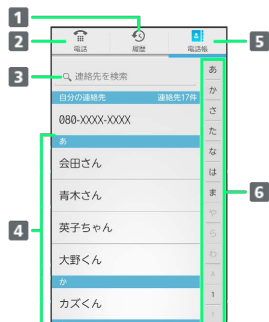 1
2
電話
履歴
電話帳
5
3
連絡先を検索
自分の連絡先 連絡先17件
080-XXXX-XXXX
あ
会田さん
青木さん
4
英子ちゃん
大野くん
か
カズくん
あ
か
さ
た
な
は
ま
や
ら
わ
A
1
6